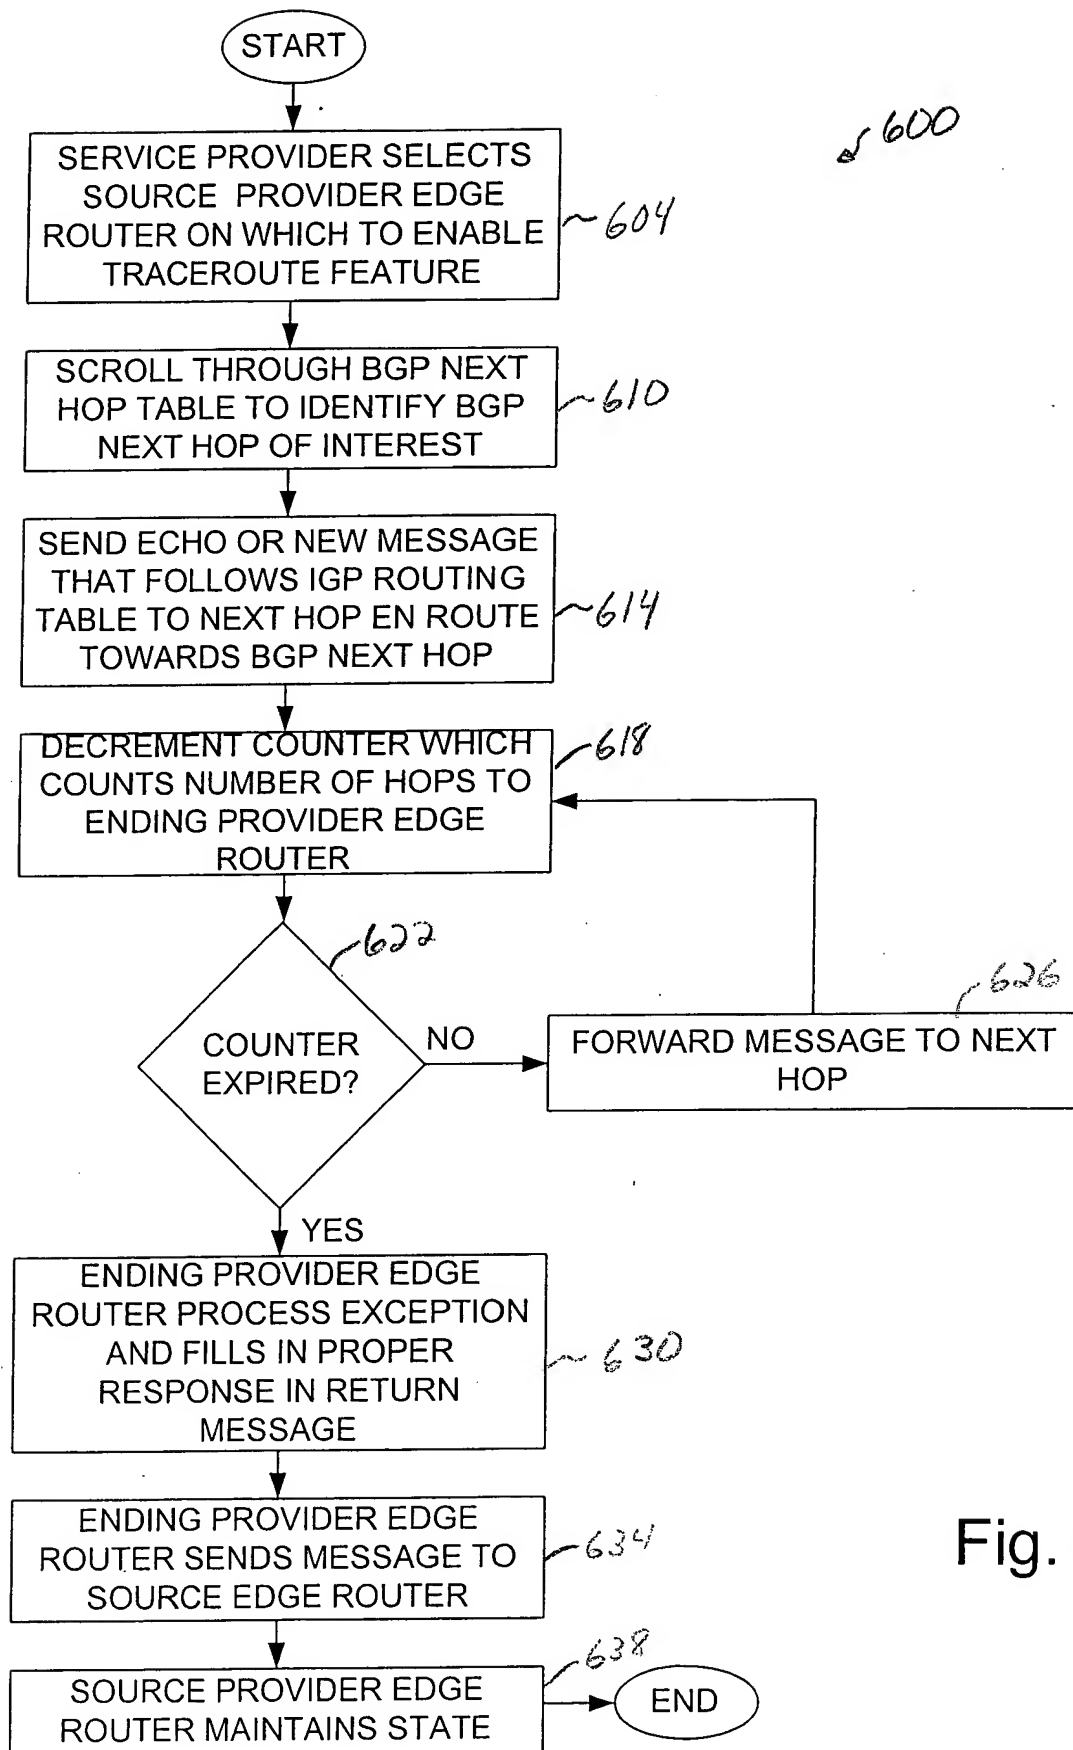 START
600
SERVICE PROVIDER SELECTS
SOURCE PROVIDER EDGE
ROUTER ON WHICH TO ENABLE
TRACEROUTE FEATURE
604
SCROLL THROUGH BGP NEXT
HOP TABLE TO IDENTIFY BGP
NEXT HOP OF INTEREST
610
SEND ECHO OR NEW MESSAGE
THAT FOLLOWS IGP ROUTING
TABLE TO NEXT HOP EN ROUTE
TOWARDS BGP NEXT HOP
614
DECREMENT COUNTER WHICH
COUNTS NUMBER OF HOPS TO
ENDING PROVIDER EDGE
ROUTER
618
COUNTER
EXPIRED?
622
NO
FORWARD MESSAGE TO NEXT
HOP
626
YES
ENDING PROVIDER EDGE
ROUTER PROCESS EXCEPTION
AND FILLS IN PROPER
RESPONSE IN RETURN
MESSAGE
630
ENDING PROVIDER EDGE
ROUTER SENDS MESSAGE TO
SOURCE EDGE ROUTER
634
Fig.
SOURCE PROVIDER EDGE
ROUTER MAINTAINS STATE
638
END